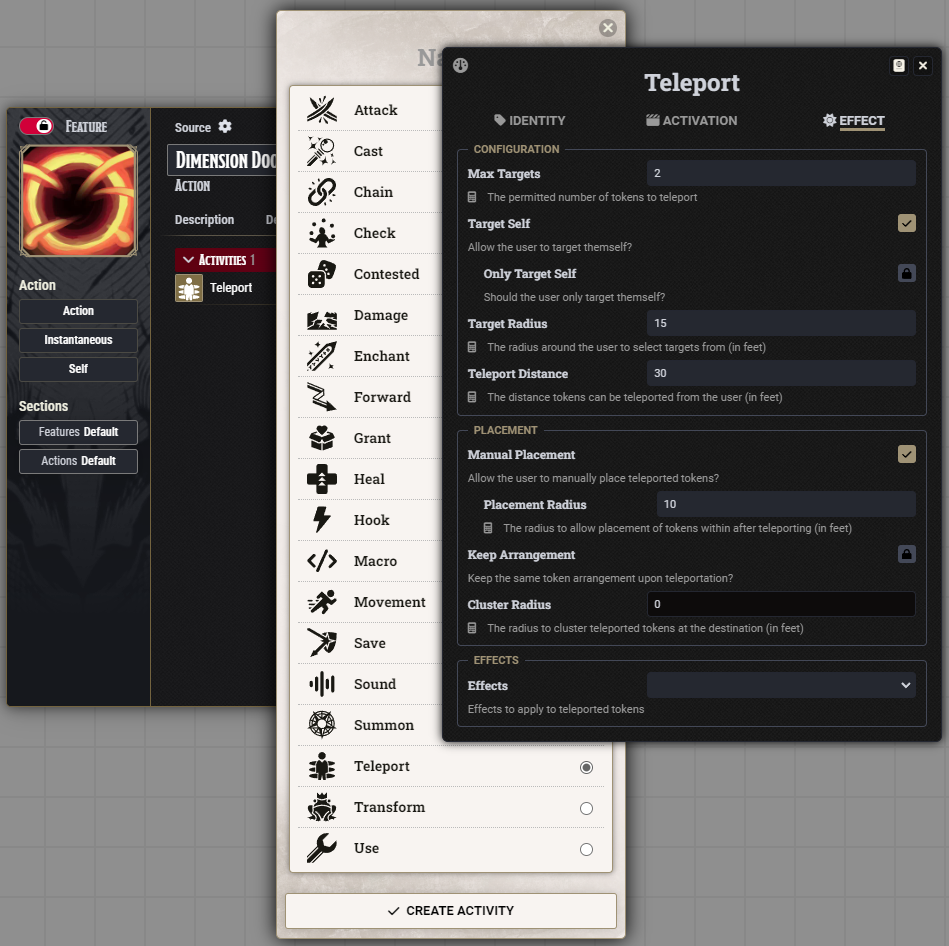 Feature
Source
Dimension Doo
Action
Description
De
Activities 1
Teleport
Action
Action
Instantaneous
Self
Sections
Features Default
Actions Default
Na
Attack
Cast
Chain
Check
Contested
Damage
Enchant
Forward
Grant
Heal
Hook
Macro
Movement
Save
Sound
Summon
Teleport
Transform
Use
CREATE ACTIVITY
Teleport
IDENTITY
ACTIVATION
EFFECT
CONFIGURATION
Max Targets
2
The permitted number of tokens to teleport
Target Self
Allow the user to target themself?
Only Target Self
Should the user only target themself?
Target Radius
15
The radius around the user to select targets from (in feet)
Teleport Distance
30
The distance tokens can be teleported from the user (in feet)
PLACEMENT
Manual Placement
Allow the user to manually place teleported tokens?
Placement Radius
10
The radius to allow placement of tokens within after teleporting (in feet)
Keep Arrangement
Keep the same token arrangement upon teleportation?
Cluster Radius
0
The radius to cluster teleported tokens at the destination (in feet)
EFFECTS
Effects
Effects to apply to teleported tokens